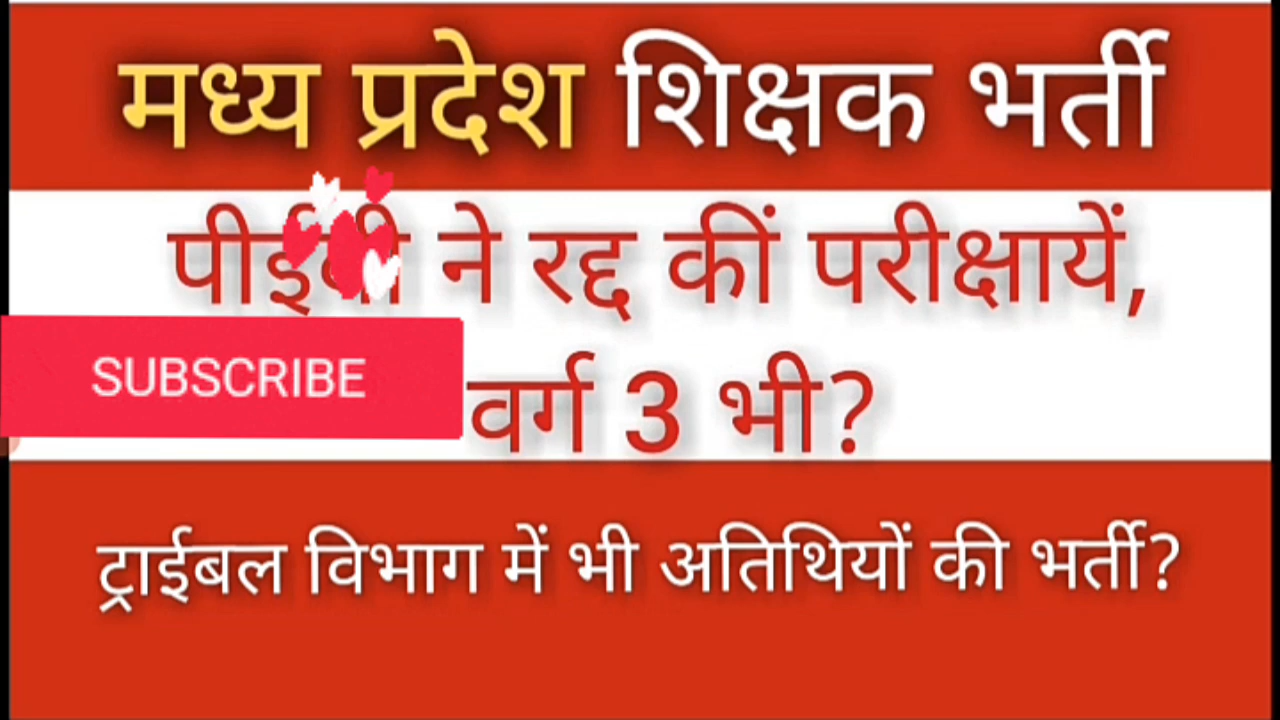 मध्य प्रदेश शिक्षक भर्ती
ने रद्द कीं परीक्षायें,
SUBSCRIBE
वर्ग 3 भी?
ट्राईबल विभाग में भी अतिथियों की भर्ती?